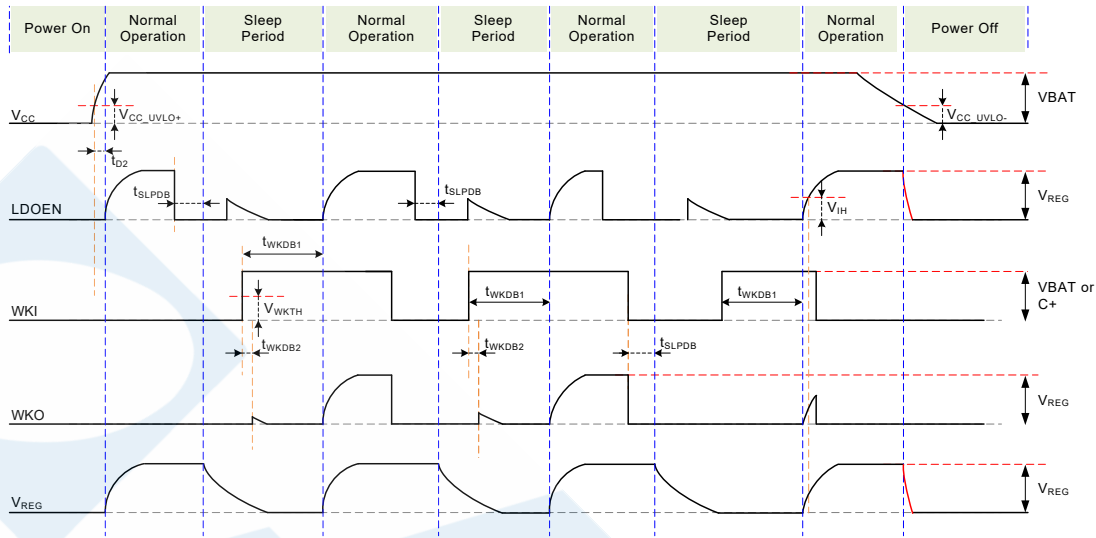 Power On
Normal
Operation
Sleep
Period
Normal
Operation
Sleep
Period
Normal
Operation
Sleep
Period
Normal
Operation
Power Off
VCC
VCC_UVLO+
VBAT
VCC_UVLO-
tD2
LDOEN
tSLPDB
tSLPDB
VIH
VREG
WKI
tWKDB1
VWKTH
tWKDB2
tWKDB1
tWKDB2
tWKDB1
tSLPDB
VBAT or
C+
WKO
VREG
VREG
VREG